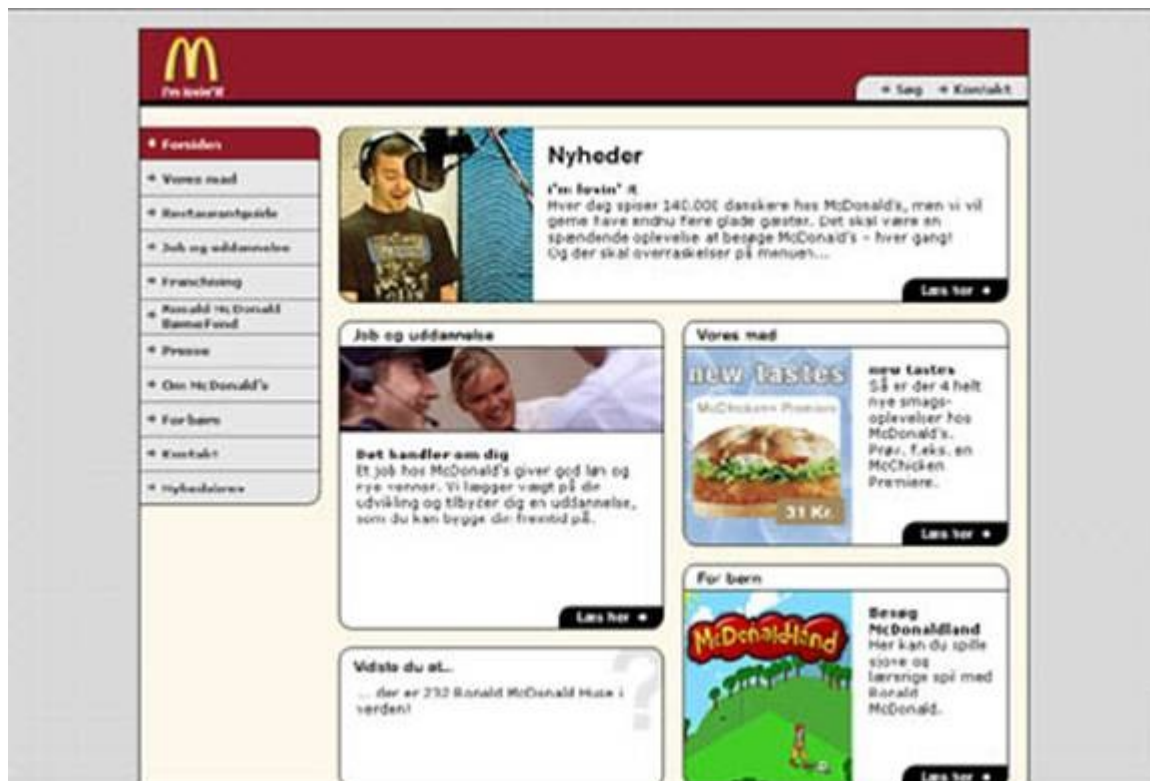 i'm lovin' it
Søg
Kontakt
Forsiden
Vores mad
Restaurantguide
Job og uddannelse
Franchising
Ronald McDonald
BørneFond
Presse
Om McDonald's
For børn
Kontakt
Nyhedsbrev
Nyheder
i'm lovin' it
Hver dag spiser 140.000 danskere hos McDonald's, men vi vil
gerne have endnu flere glade gæster. Det skal være en
spændende oplevelse at besøge McDonald's – hver gang!
Og der skal overraskelser på menuen...
Læs her
Job og uddannelse
Det handler om dig
Et job hos McDonald's giver god løn og
nye venner. Vi lægger vægt på din
udvikling og tilbyder dig en uddannelse,
som du kan bygge din fremtid på.
Læs her
Vidste du at...
... der er 232 Ronald McDonald Huse i
verden!
?
Vores mad
new tastes
McChicken Premiere
31 Kr.
new tastes
Så er der 4 helt
nye smags-
oplevelser hos
McDonald's.
Prøv. f.eks. en
McChicken
Premiere.
Læs her
For børn
McDonaldland
Besøg
McDonaldland
Her kan du spille
sjove og
lærerige spil med
Ronald
McDonald.
Læs her